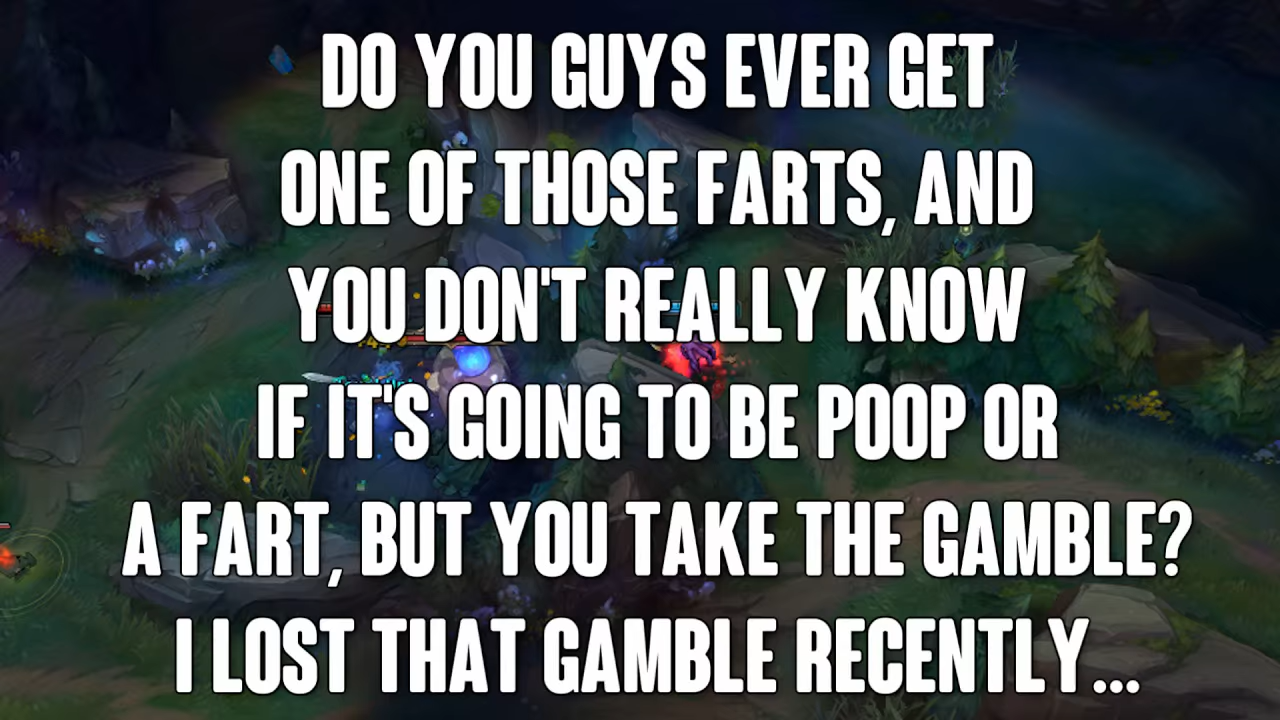 DO YOU GUYS EVER GET
ONE OF THOSE FARTS, AND
YOU DON'T REALLY KNOW
IF IT'S GOING TO BE POOP OR
A FART, BUT YOU TAKE THE GAMBLE?
I LOST THAT GAMBLE RECENTLY...